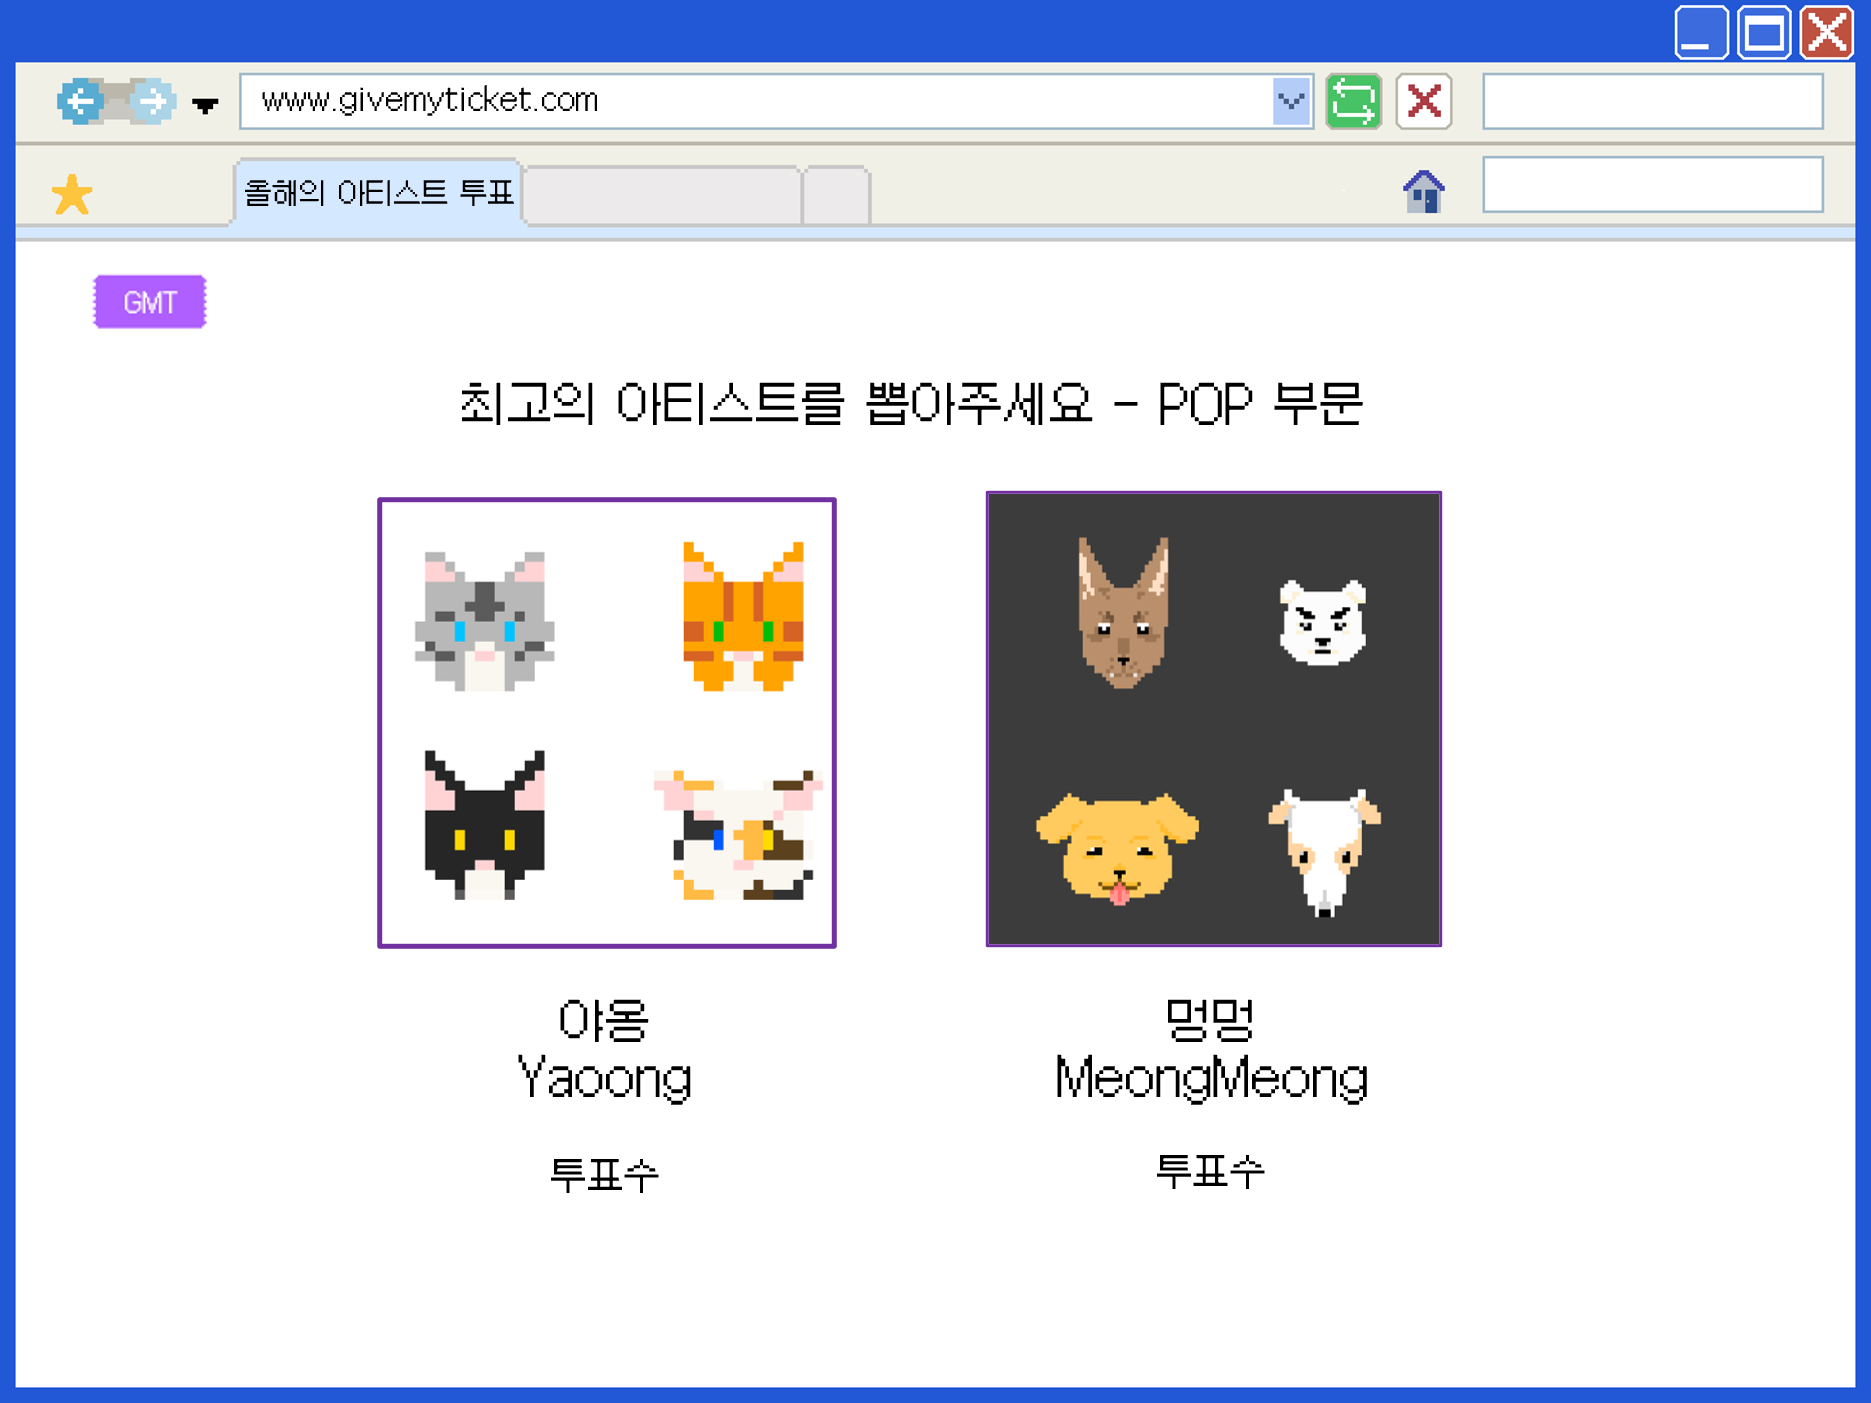 www.givemyticket.com
올해의 아티스트 투표
GMT
최고의 아티스트를 뽑아주세요 - POP 부문
야옹
Yaoong
투표수
멍멍
MeongMeong
투표수